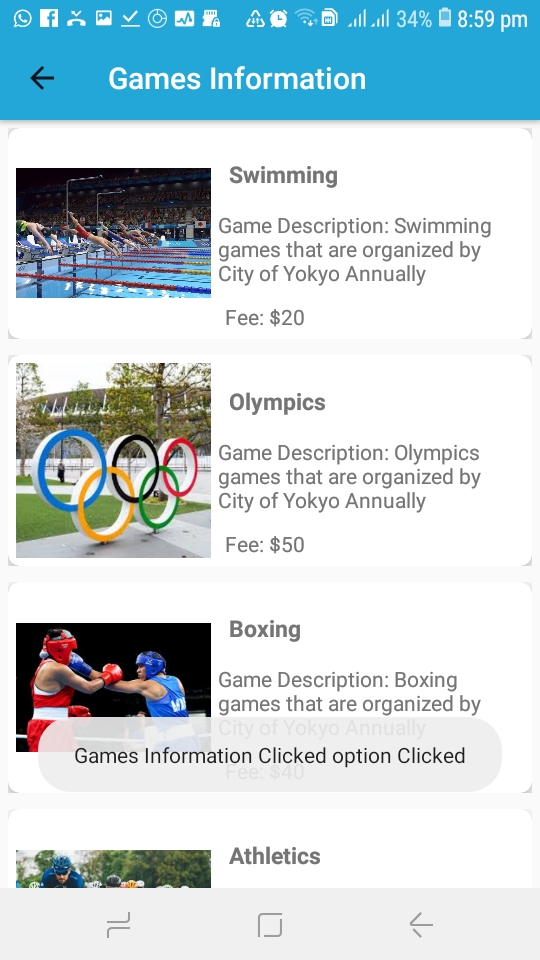 34% 8:59 pm
Games Information
Swimming
Game Description: Swimming
games that are organized by
City of Yokyo Annually
Fee: $20
Olympics
Game Description: Olympics
games that are organized by
City of Yokyo Annually
Fee: $50
Boxing
Game Description: Boxing
games that are organized by
City of Yokyo Annually
Games Information Clicked option Clicked
Fee: $40
Athletics